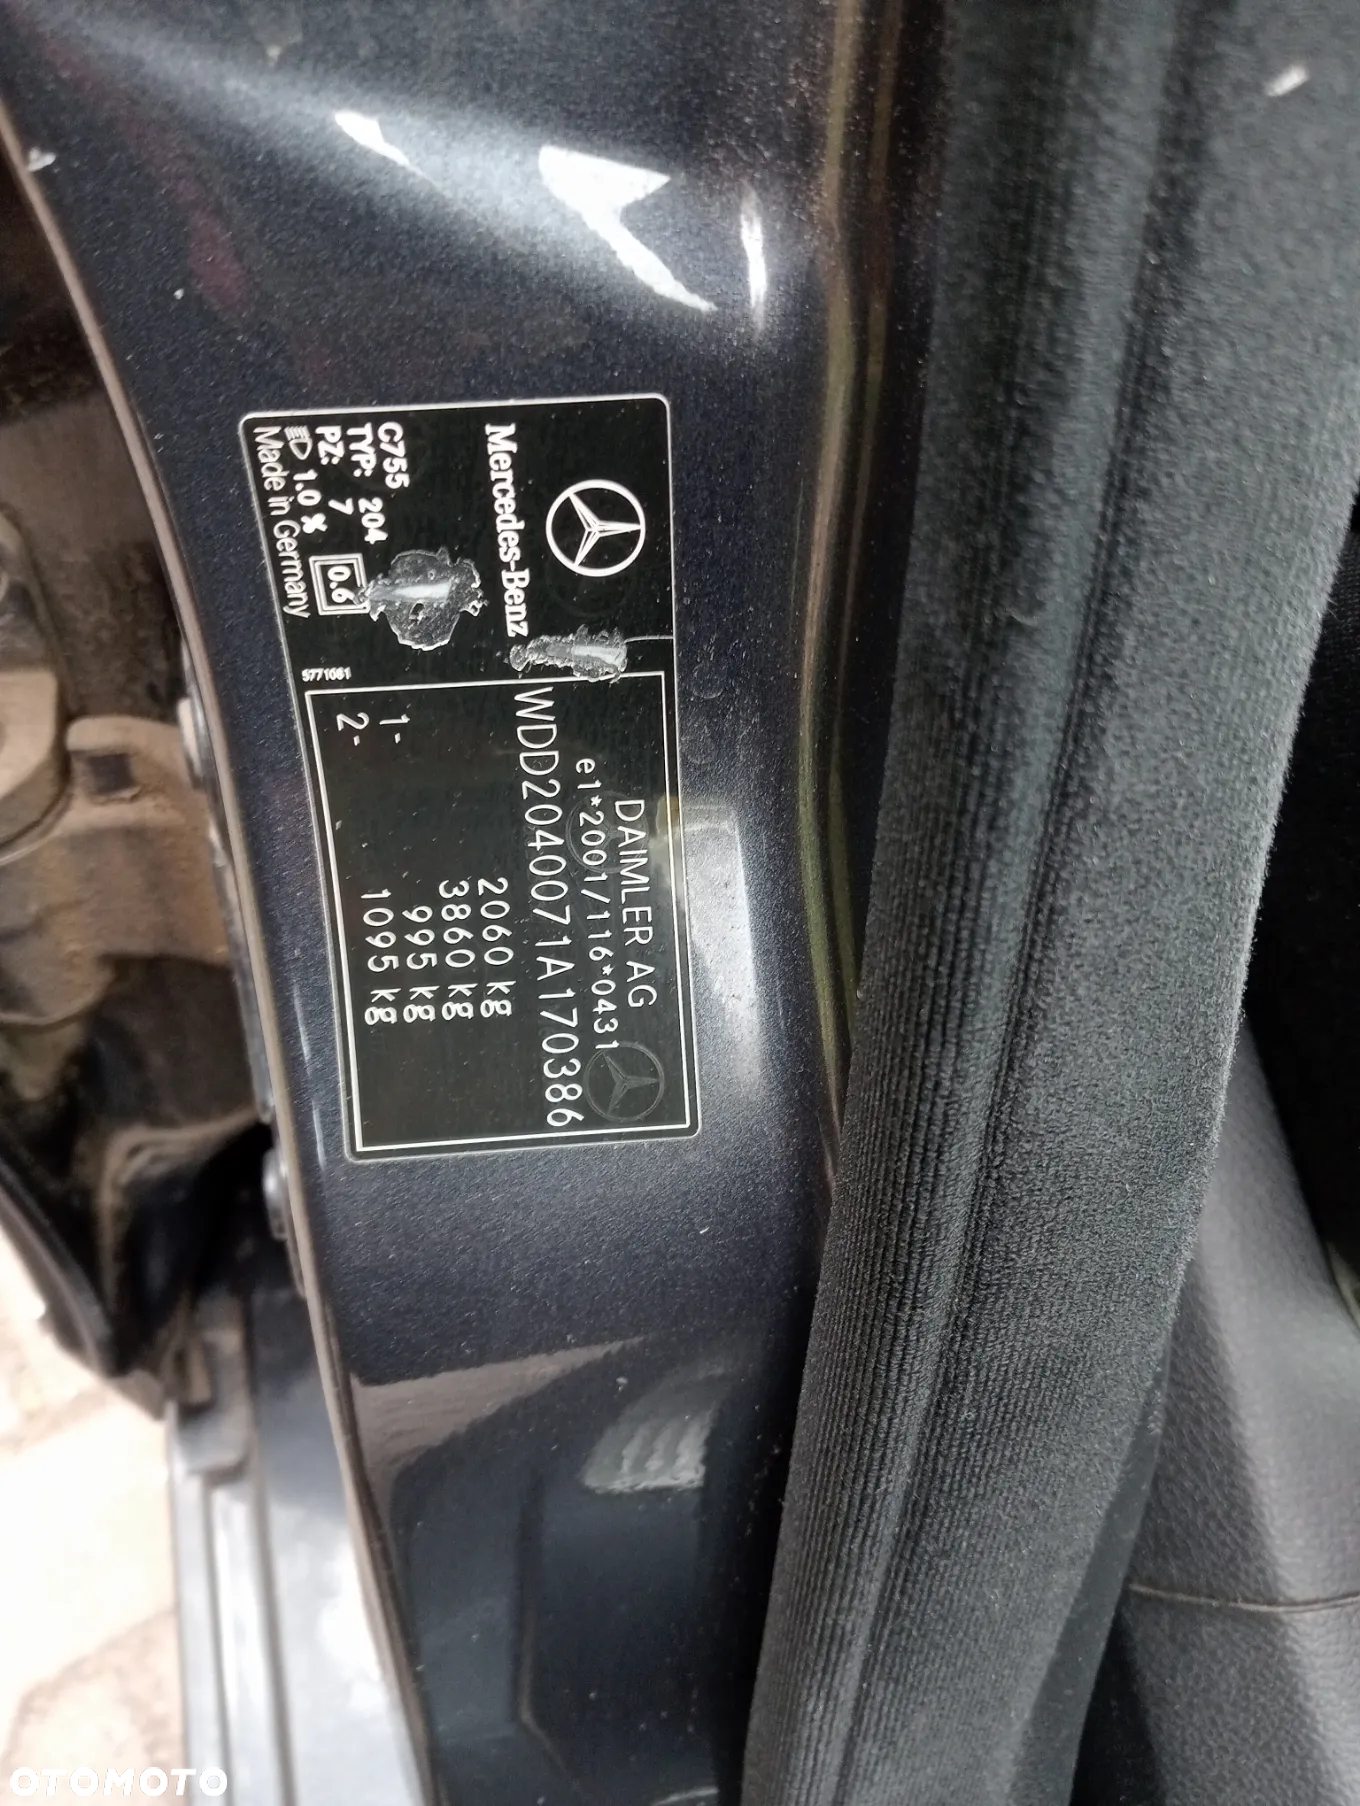 Mercedes-Benz
C755
TYP: 204
PZ: 7
1.0 %
0.6
Made in Germany
5771061
DAIMLER AG
e1*2001/116*0431
WDD2040071A170386
2060 kg
3860 kg
1- 995 kg
2- 1095 kg
OTOMOTO